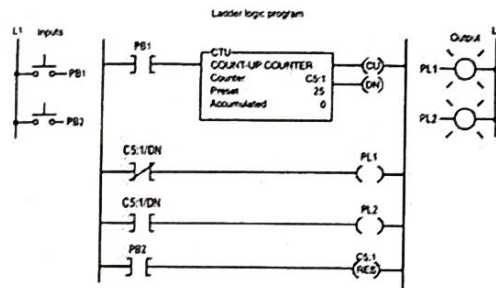 Ladder logic program
L1 Inputs
PB1
PB2
PB1
CTU
COUNT-UP COUNTER
Counter C5:1
Preset 25
Accumulated 0
CU
DN
Output L
PL1
PL2
C5:1/DN
PL1
C5:1/DN
PL2
PB2
C5:1
RES